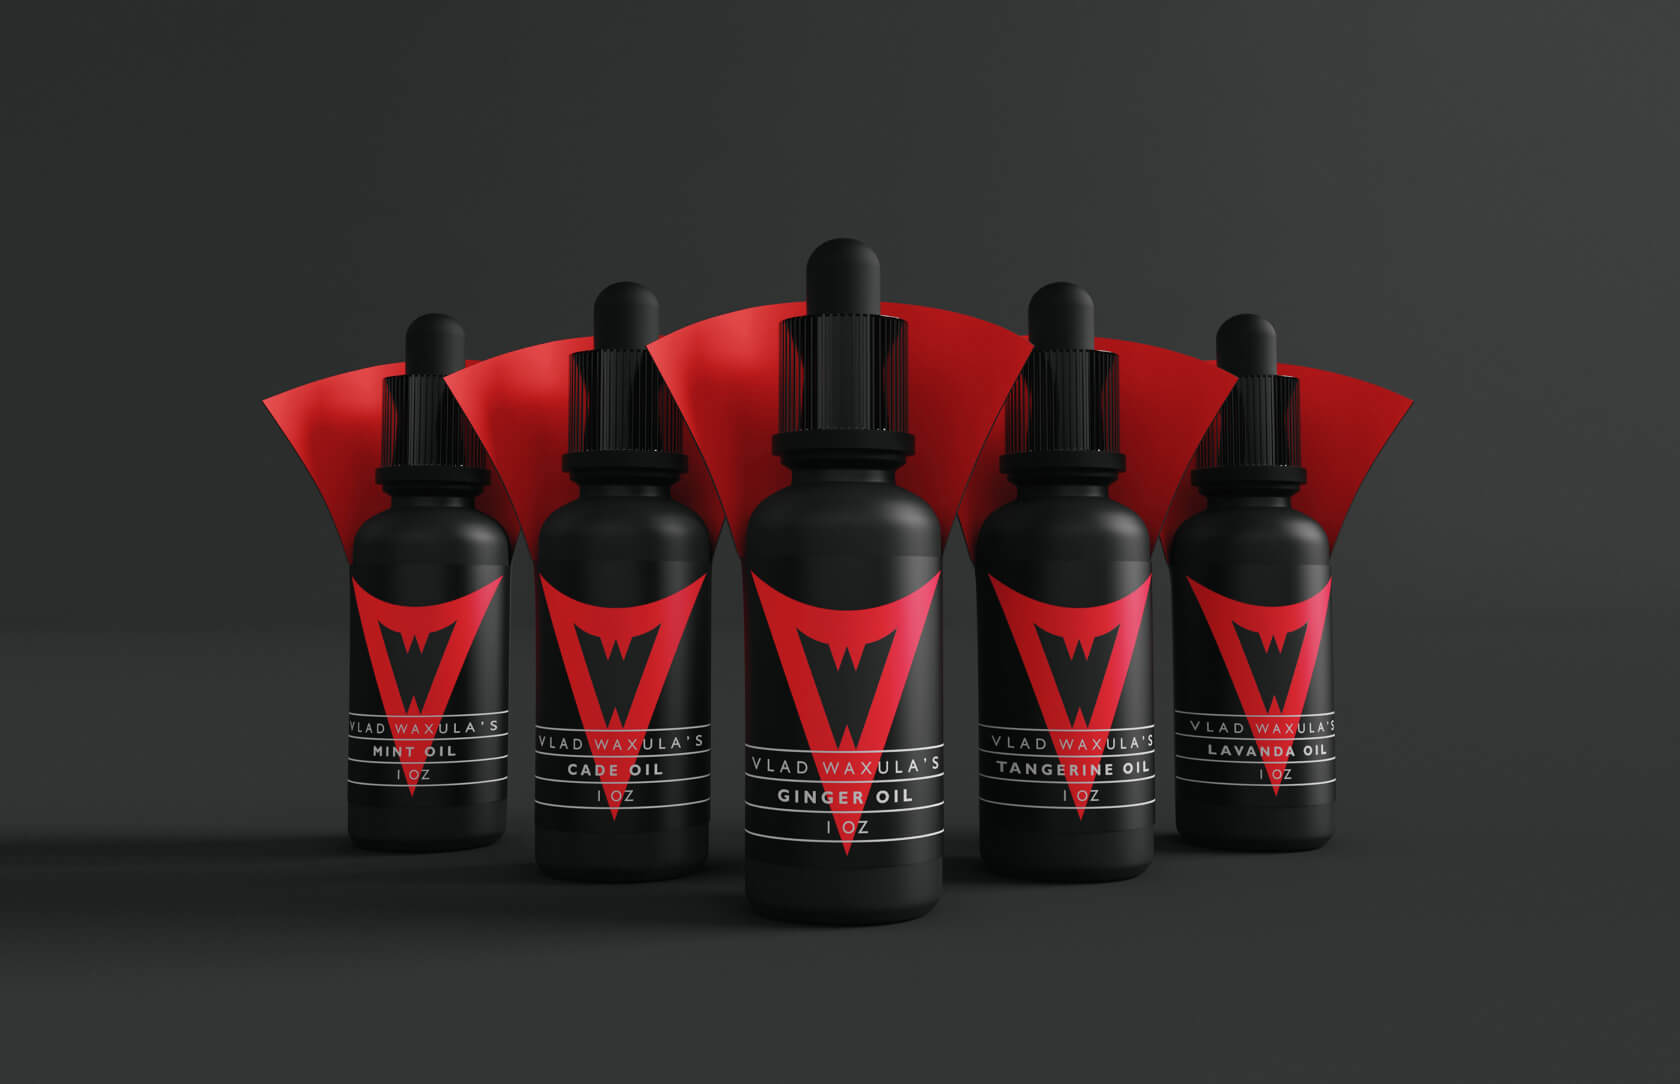 VLAD WAXULA'S
MINT OIL
1 OZ
VLAD WAXULA'S
CADE OIL
1 OZ
VLAD WAXULA'S
GINGER OIL
1 OZ
VLAD WAXULA'S
TANGERINE OIL
1 OZ
VLAD WAXULA'S
LAVANDA OIL
1 OZ